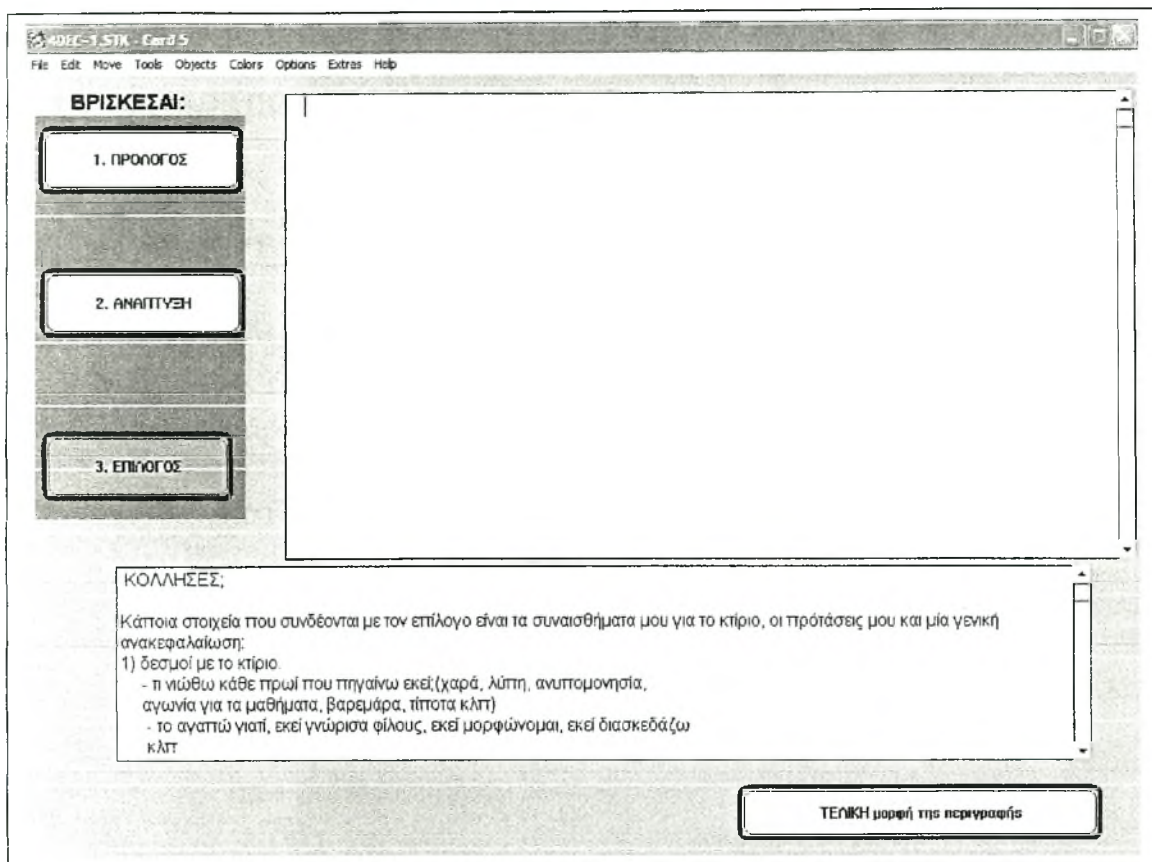 4DEC~1.STK - Card 5
File Edit Move Tools Objects Colors Options Extras Help
ΒΡΙΣΚΕΣΑΙ:
1. ΠΡΟΛΟΓΟΣ
2. ΑΝΑΠΤΥΞΗ
3. ΕΠΙΛΟΓΟΣ
ΚΟΛΛΗΣΕΣ;
Κάποια στοιχεία που συνδέονται με τον επίλογο είναι τα συναισθήματα μου για το κτίριο, οι πρότάσεις μου και μία γενική
ανακεφαλαίωση:
1) δεσμοί με το κτίριο.
- τι νιώθω κάθε πρωί που πηγαίνω εκεί;(χαρά, λύπη, ανυπομονησία,
αγωνία για τα μαθήματα, βαρεμάρα, τίποτα κλπ)
- το αγαπώ γιατί, εκεί γνώρισα φίλους, εκεί μορφώνομαι, εκεί διασκεδάζω
κλπ
ΤΕΛΙΚΗ μορφή της περιγραφής